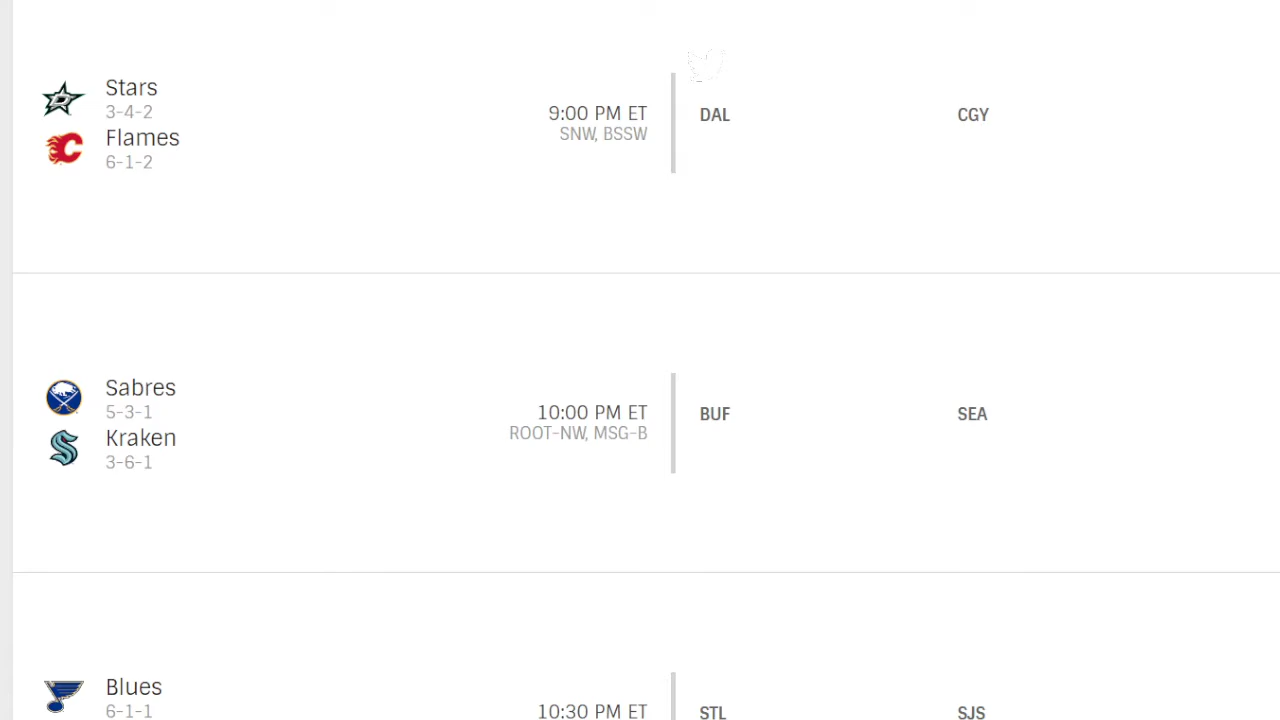 Stars
3-4-2
Flames
6-1-2
9:00 PM ET
SNW, BSSW
DAL CGY
Sabres
5-3-1
Kraken
3-6-1
10:00 PM ET
ROOT-NW, MSG-B
BUF SEA
Blues
6-1-1
10:30 PM ET
STL SJS